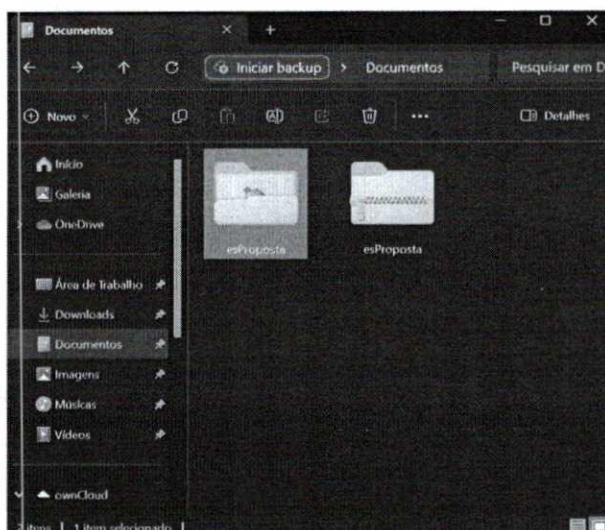 Documentos
Iniciar backup > Documentos Pesquisar em D
Novo Detalhes
Início
Galeria
OneDrive
Área de Trabalho
Downloads
Documentos
Imagens
Músicas
Vídeos
ownCloud
esProposta esProposta
2 itens | 1 item selecionado |